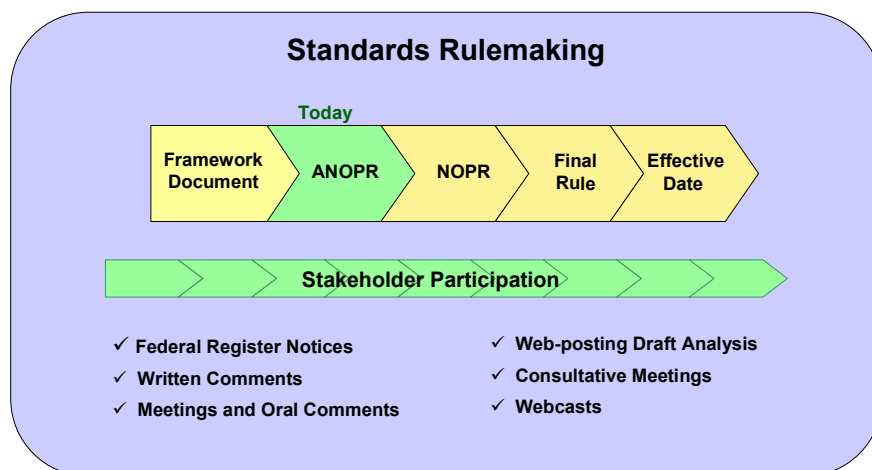 Standards Rulemaking
Today
Framework
Document
ANOPR
NOPR
Final
Rule
Effective
Date
Stakeholder Participation
✓ Federal Register Notices
✓ Written Comments
✓ Meetings and Oral Comments
✓ Web-posting Draft Analysis
✓ Consultative Meetings
✓ Webcasts